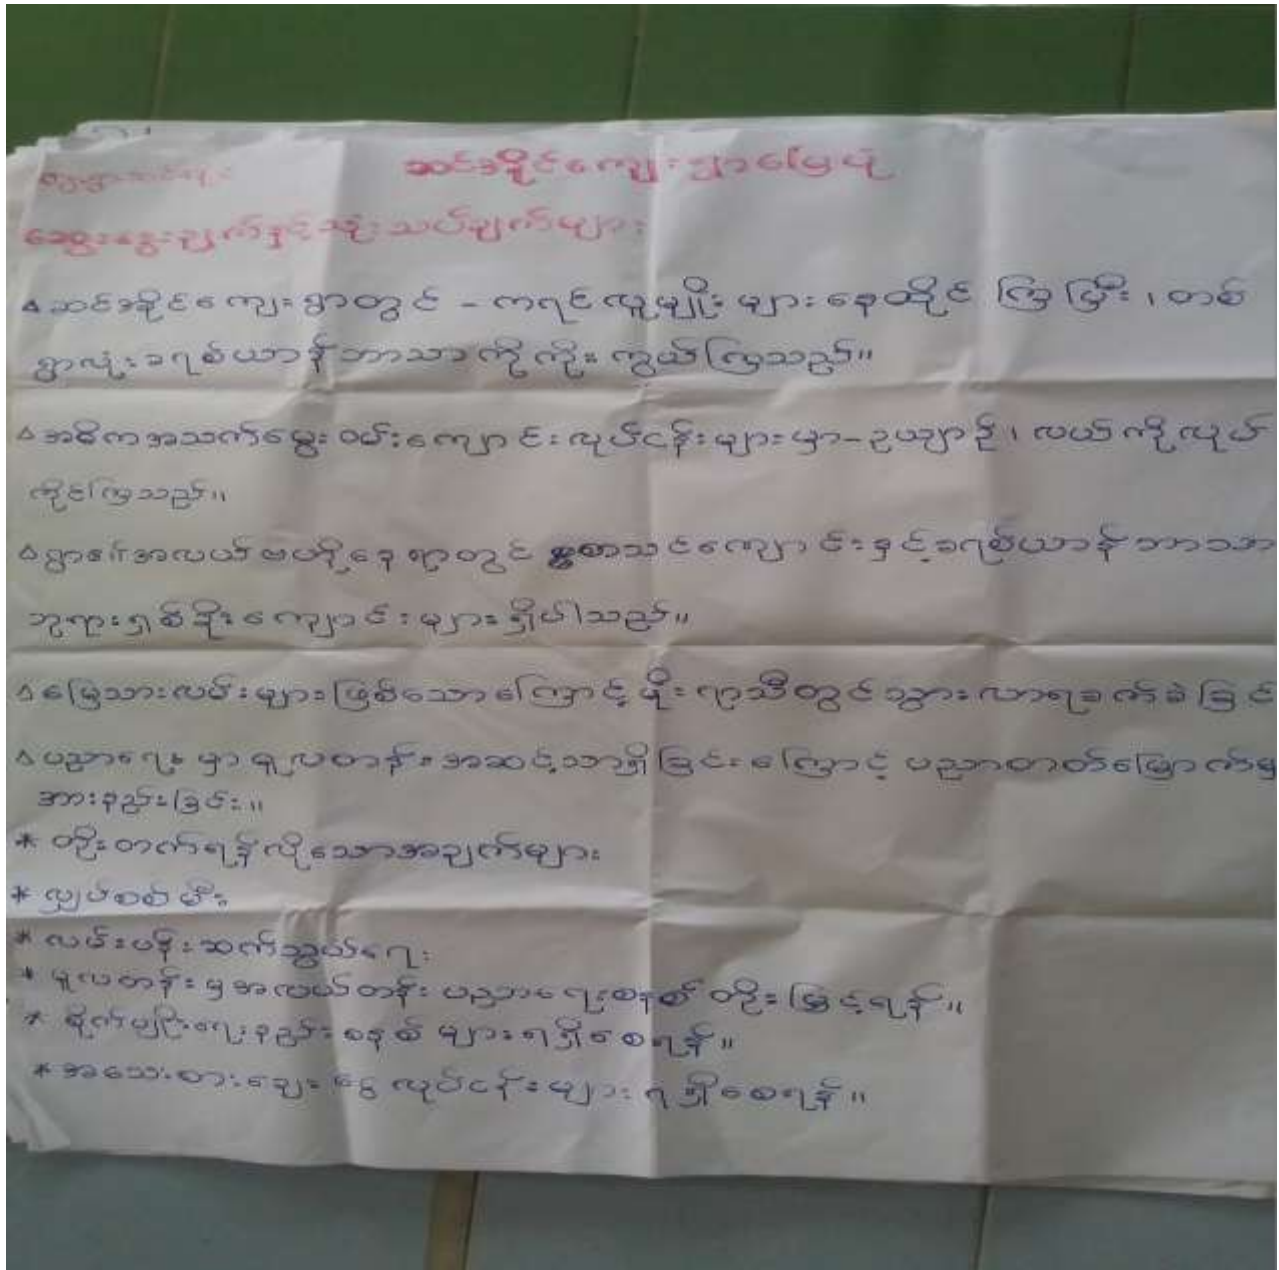 ဆင်အိုင်ကျေးရွာမြေပုံ
ဆွေးနွေးချက်နှင့်သုံးသပ်ချက်များ
∆ ဆင်အိုင်ကျေးရွာတွင် - ကရင်လူမျိုးများနေထိုင်ကြပြီး၊ တစ်
ရွာလုံးခရစ်ယာန်ဘာသာကိုကိုးကွယ်ကြသည်။
∆ အဓိကအသက်မွေးဝမ်းကျောင်းလုပ်ငန်းများမှာ - ဥယျာဉ်၊ လယ်ကိုလုပ်
ကိုင်ကြသည်။
∆ ရွာ၏အလယ်ဗဟိုနေရာတွင် စာသင်ကျောင်းနှင့်ခရစ်ယာန်ဘာသာ
ဘုရားရှစ်ခိုးကျောင်းများရှိပါသည်။
∆ မြေသားလမ်းများဖြစ်သောကြောင့် မိုးရာသီတွင်သွားလာရခက်ခဲခြင်
∆ ပညာရေးမှာမူလတန်းအဆင့်သာရှိခြင်းကြောင့် ပညာတတ်မြောက်မှ
အားနည်းခြင်း။
* တိုးတက်ရန်လိုသောအချက်များ
* လျှပ်စစ်မီး
* လမ်းပန်းဆက်သွယ်ရေး
* မူလတန်းမှအလယ်တန်း ပညာရေးစနစ် တိုးမြှင့်ရန်။
* စိုက်ပျိုးရေးနည်းစနစ်များရရှိစေရန်။
* အသေးစားချေးငွေလုပ်ငန်းများ ရရှိစေရန်။